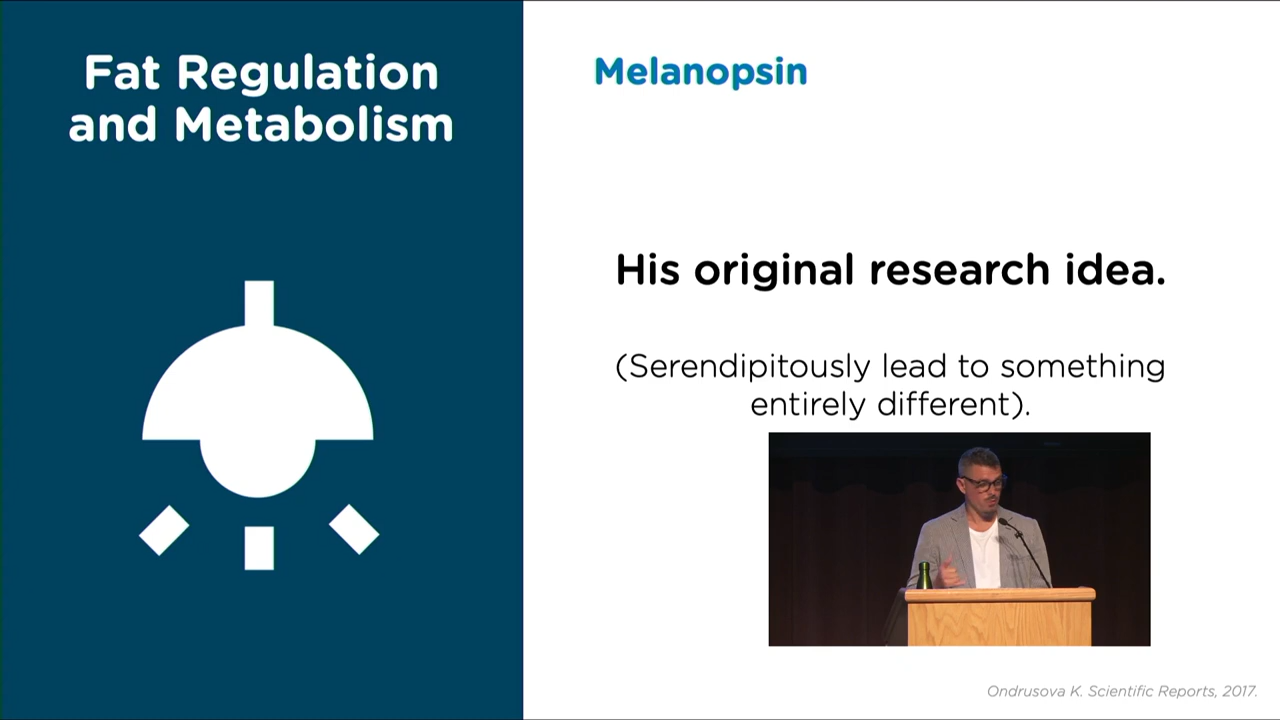 Fat Regulation
and Metabolism
Melanopsin
His original research idea.
(Serendipitously lead to something
entirely different).
Ondrusova K. Scientific Reports, 2017.